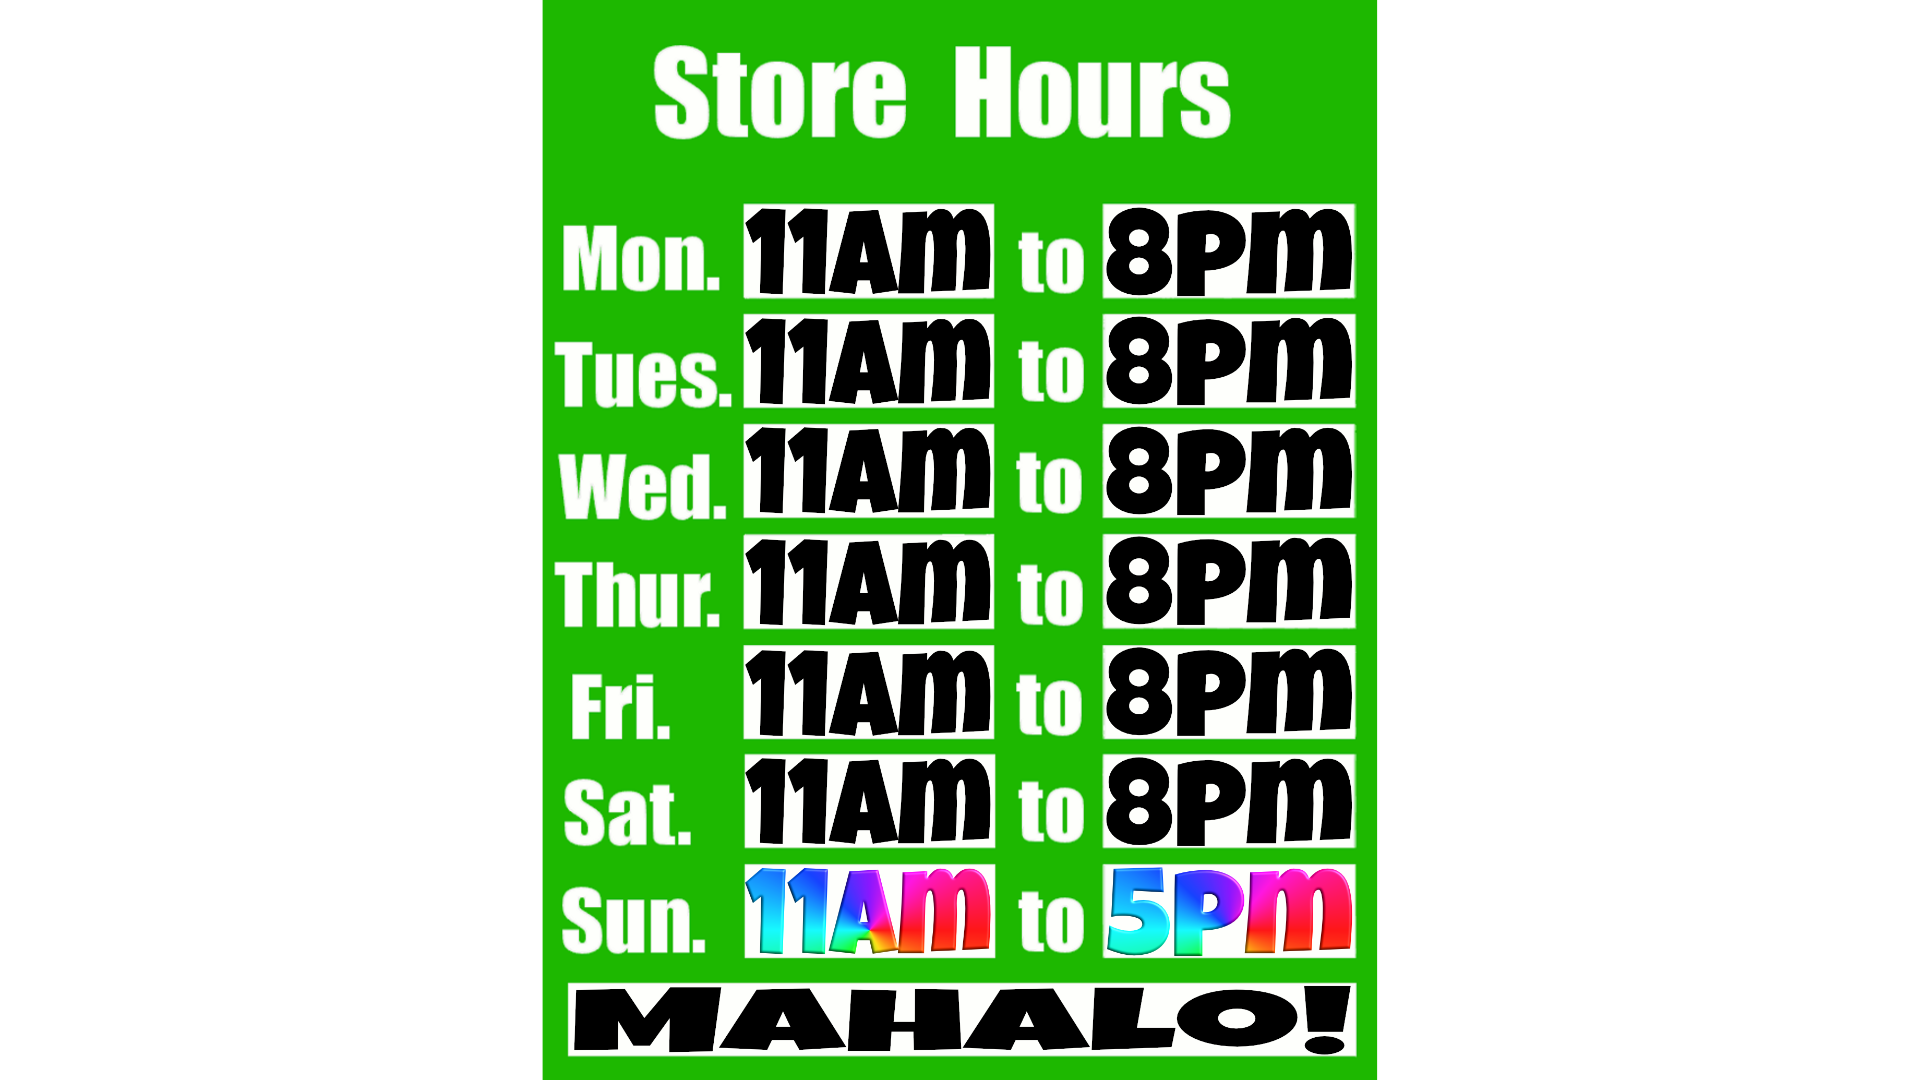 Store Hours
Mon. 11AM to 8PM
Tues. 11AM to 8PM
Wed. 11AM to 8PM
Thur. 11AM to 8PM
Fri. 11AM to 8PM
Sat. 11AM to 8PM
Sun. 11AM to 5PM
MAHALO!